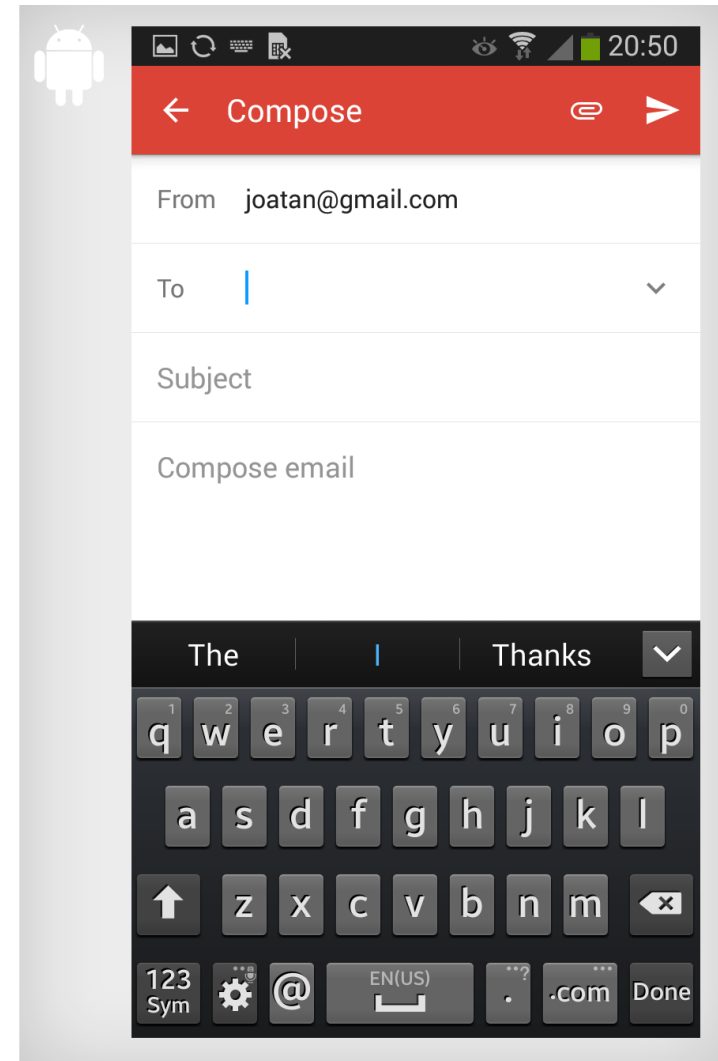 20:50
Compose
From joatan@gmail.com
To
Subject
Compose email
The I Thanks
1 2 3 4 5 6 7 8 9 0
q w e r t y u i o p
a s d f g h j k l
z x c v b n m
123
Sym @ EN(US) . ..? .com ... Done